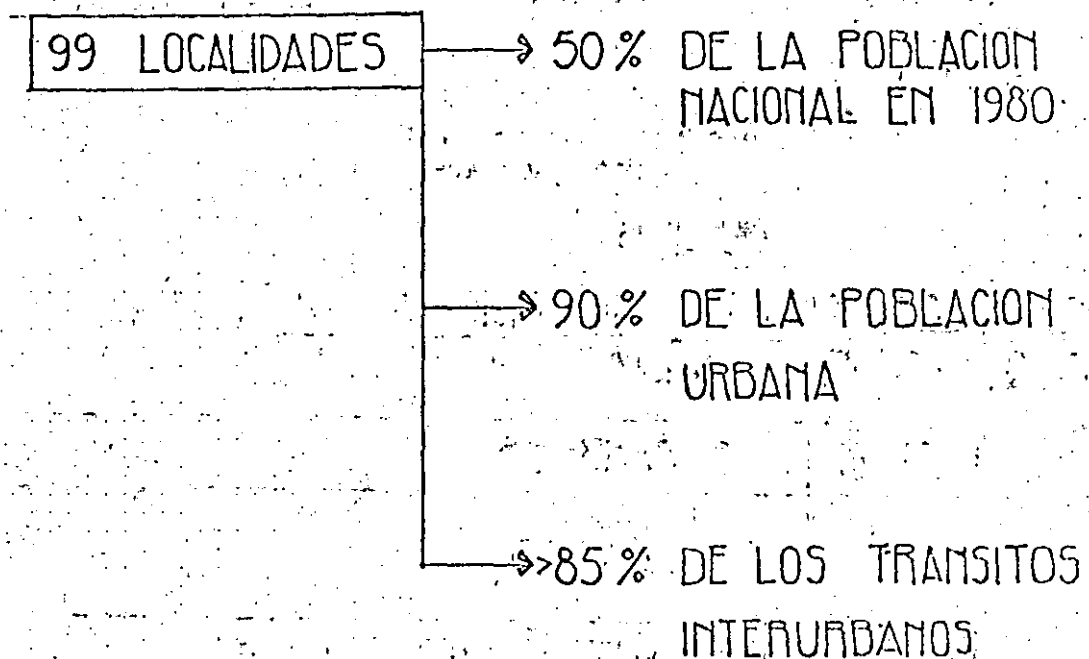 99 LOCALIDADES
50% DE LA POBLACION
NACIONAL EN 1980
90% DE LA POBLACION
URBANA
>85% DE LOS TRANSITOS
INTERURBANOS